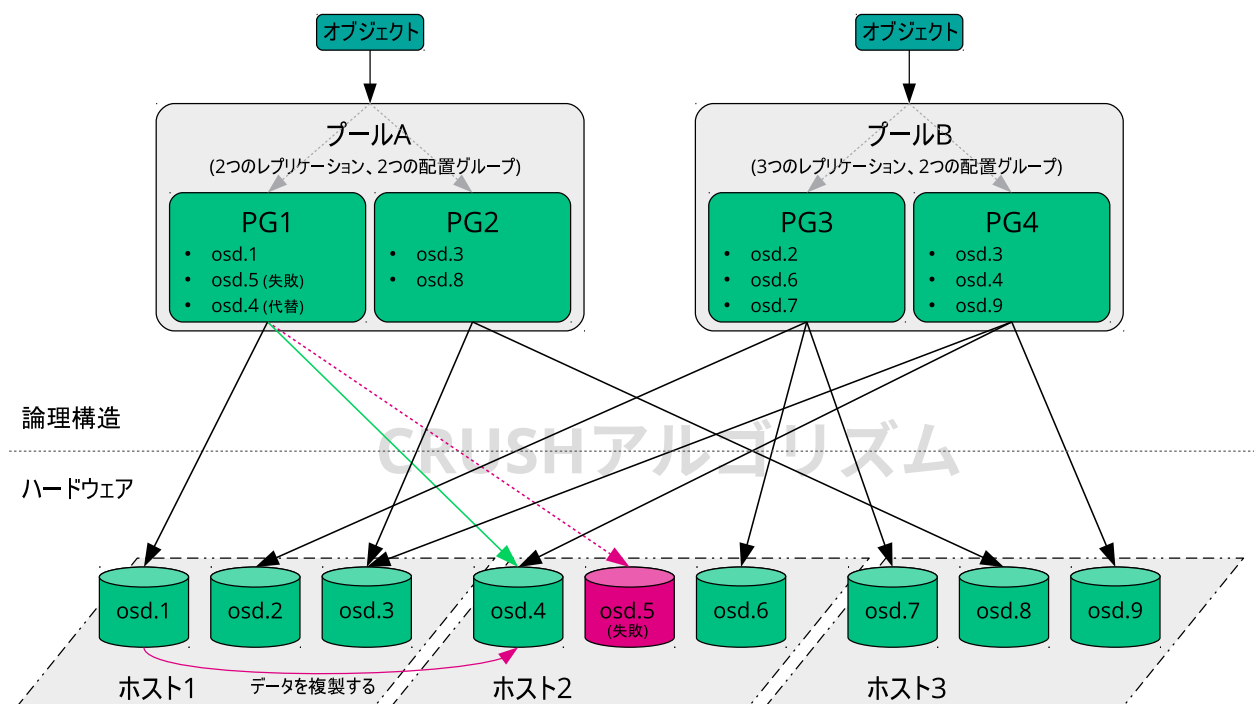 オブジェクト
オブジェクト
プールA
(2つのレプリケーション、2つの配置グループ)
PG1
• osd.1
• osd.5 (失敗)
• osd.4 (代替)
PG2
• osd.3
• osd.8
プールB
(3つのレプリケーション、2つの配置グループ)
PG3
• osd.2
• osd.6
• osd.7
PG4
• osd.3
• osd.4
• osd.9
論理構造
CRUSHアルゴリズム
ハードウェア
osd.1
osd.2
osd.3
osd.4
osd.5
(失敗)
osd.6
osd.7
osd.8
osd.9
データを複製する
ホスト1
ホスト2
ホスト3